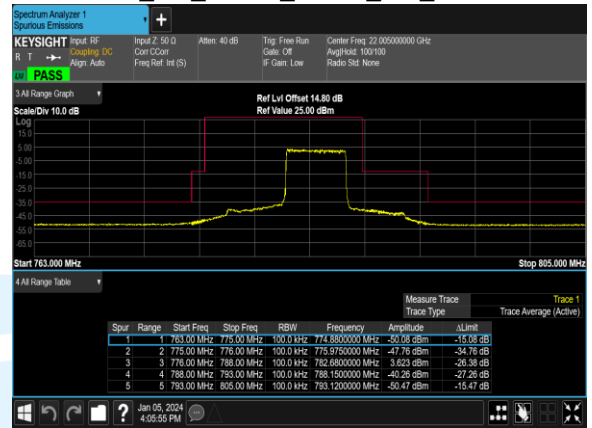 Spectrum Analyzer 1
Spurious Emissions
+
KEYSIGHT Input: RF Input Z: 50 Ω Atten: 40 dB Trig: Free Run Center Freq: 22.005000000 GHz
R T Coupling: DC Corr CCorr Gate: Off Avg|Hold: 100/100
Align: Auto Freq Ref: Int (S) IF Gain: Low Radio Std: None
LV PASS
3 All Range Graph
Ref Lvl Offset 14.80 dB
Scale/Div 10.0 dB Ref Value 25.00 dBm
Log
15.0
5.00
-5.00
-15.0
-25.0
-35.0
-45.0
-55.0
-65.0
Start 763.000 MHz Stop 805.000 MHz
4 All Range Table
Measure Trace Trace 1
Trace Type Trace Average (Active)
Spur Range Start Freq Stop Freq RBW Frequency Amplitude ΔLimit
1 1 763.00 MHz 775.00 MHz 100.0 kHz 774.8800000 MHz -50.08 dBm -15.08 dB
2 2 775.00 MHz 776.00 MHz 100.0 kHz 775.9750000 MHz -47.76 dBm -34.76 dB
3 3 776.00 MHz 788.00 MHz 100.0 kHz 782.6800000 MHz 3.623 dBm -26.38 dB
4 4 788.00 MHz 793.00 MHz 100.0 kHz 788.1500000 MHz -40.26 dBm -27.26 dB
5 5 793.00 MHz 805.00 MHz 100.0 kHz 793.1200000 MHz -50.47 dBm -15.47 dB
? Jan 05, 2024
4:05:55 PM